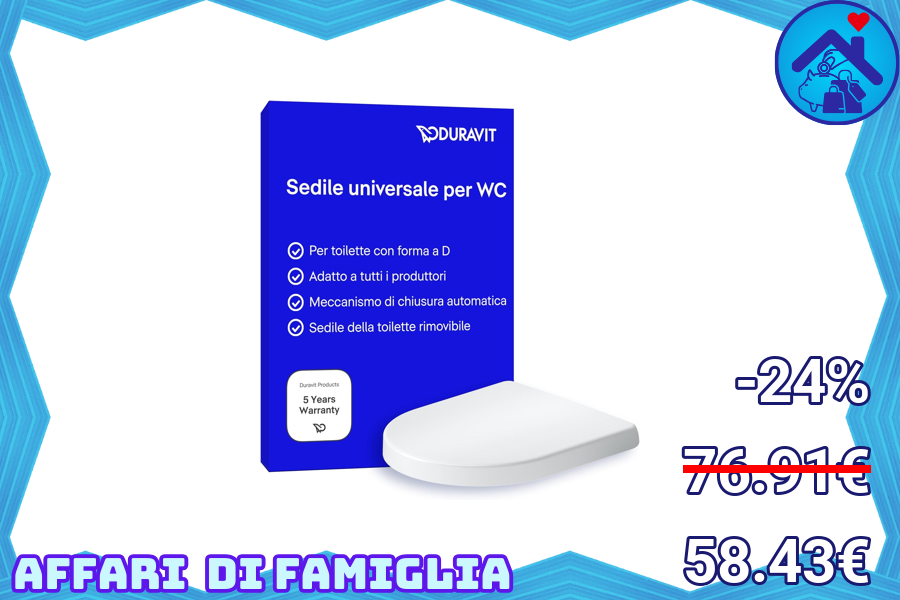 DURAVIT
Sedile universale per WC
Per toilette con forma a D
Adatto a tutti i produttori
Meccanismo di chiusura automatica
Sedile della toilette rimovibile
Duravit Products
5 Years
Warranty
-24%
76.91€
58.43€
AFFARI DI FAMIGLIA